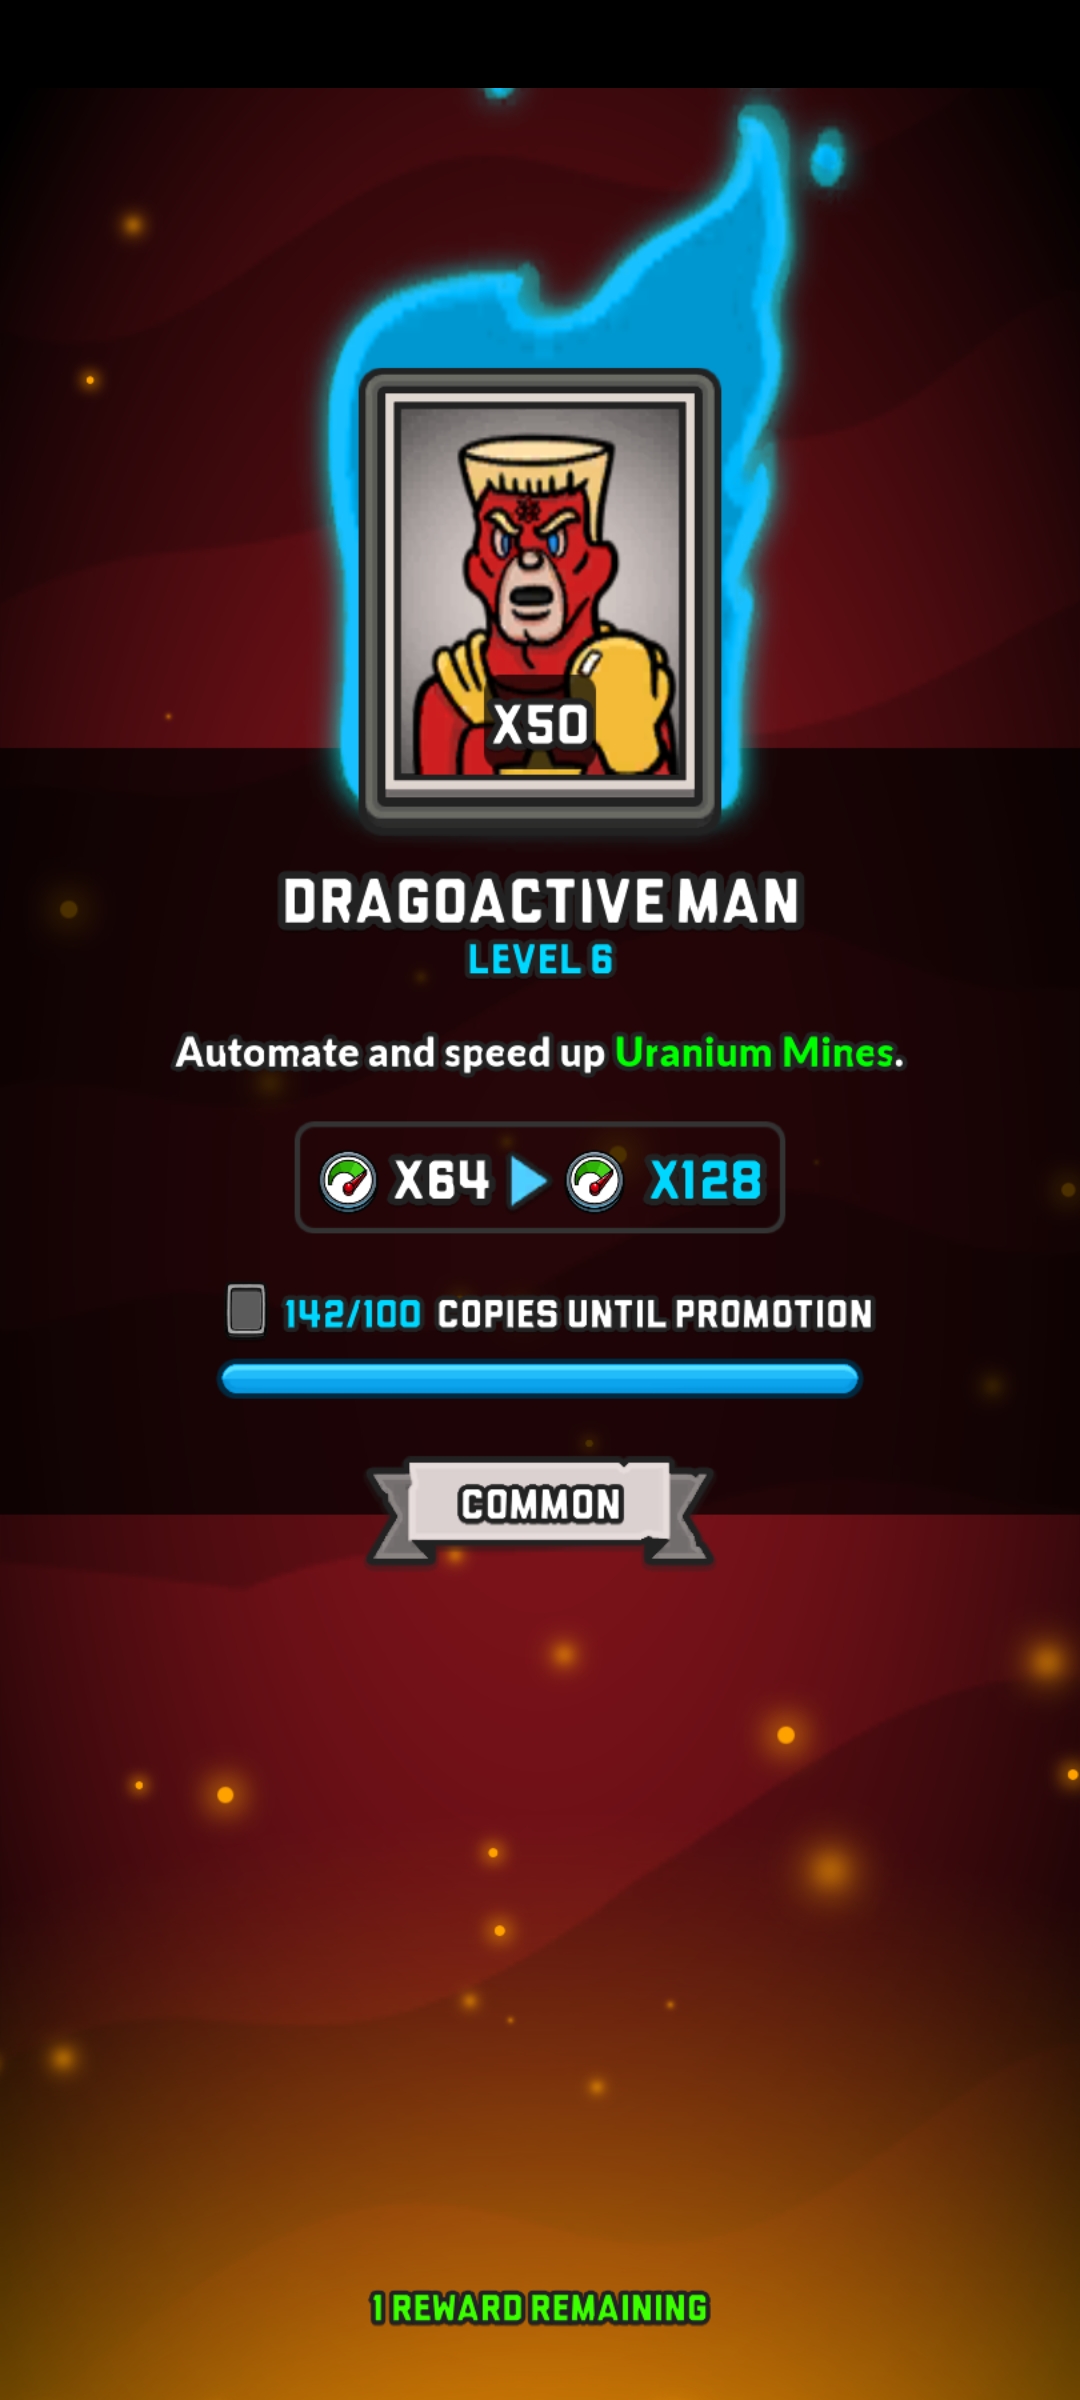 X50
DRAGOACTIVE MAN
LEVEL 6
Automate and speed up Uranium Mines.
X64 X128
142/100 COPIES UNTIL PROMOTION
COMMON
1 REWARD REMAINING